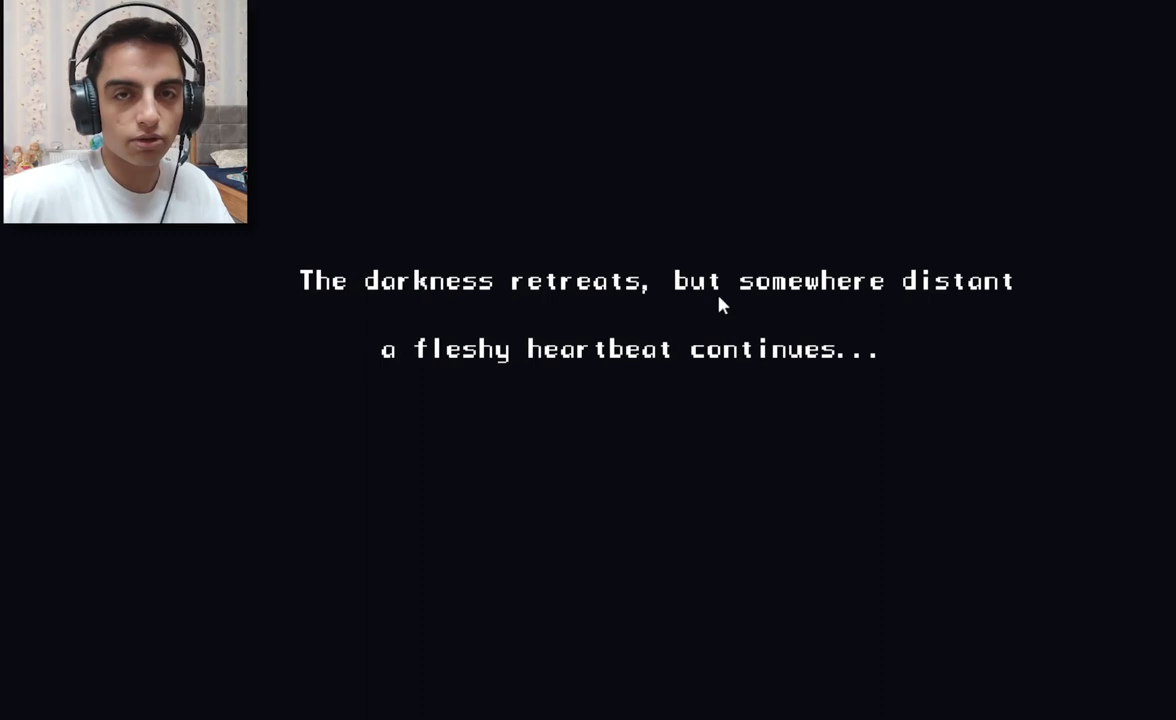 The darkness retreats, but somewhere distant
a fleshy heartbeat continues...